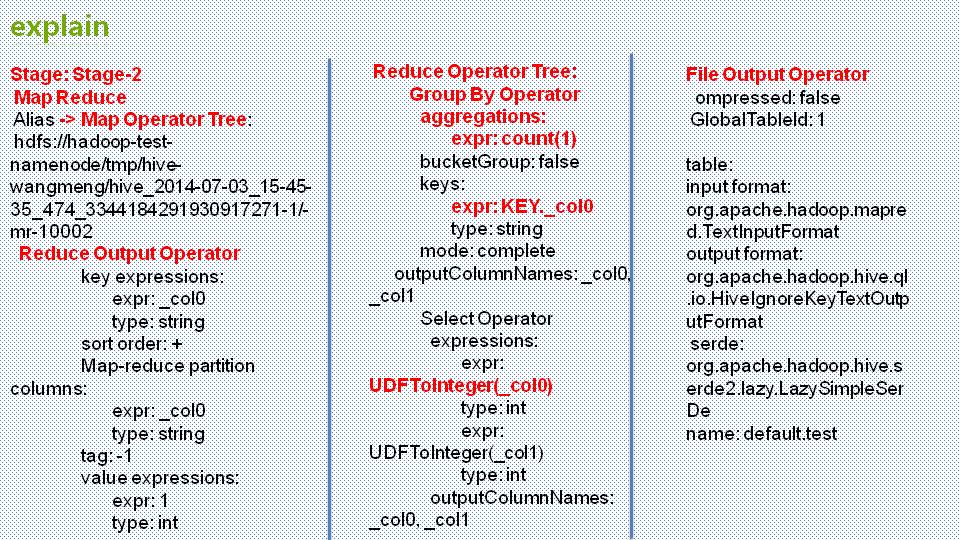 explain
Stage: Stage-2
Map Reduce
Alias -> Map Operator Tree:
hdfs://hadoop-test-
namenode/tmp/hive-
wangmeng/hive_2014-07-03_15-45-
35_474_3344184291930917271-1/-
mr-10002
Reduce Output Operator
key expressions:
expr: _col0
type: string
sort order: +
Map-reduce partition
columns:
expr: _col0
type: string
tag: -1
value expressions:
expr: 1
type: int
Reduce Operator Tree:
Group By Operator
aggregations:
expr: count(1)
bucketGroup: false
keys:
expr: KEY._col0
type: string
mode: complete
outputColumnNames: _col0,
_col1
Select Operator
expressions:
expr:
UDFToInteger(_col0)
type: int
expr:
UDFToInteger(_col1)
type: int
outputColumnNames:
_col0, _col1
File Output Operator
ompressed: false
GlobalTableId: 1
table:
input format:
org.apache.hadoop.mapre
d.TextInputFormat
output format:
org.apache.hadoop.hive.ql
.io.HiveIgnoreKeyTextOutp
utFormat
serde:
org.apache.hadoop.hive.s
erde2.lazy.LazySimpleSer
De
name: default.test